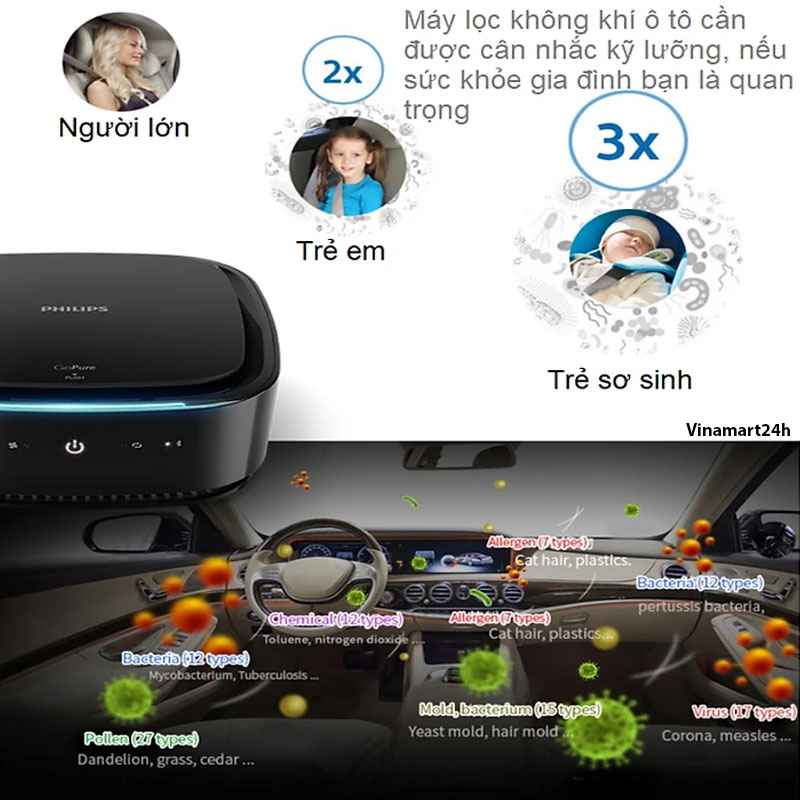 Máy lọc không khí ô tô cần
được cân nhắc kỹ lưỡng, nếu
sức khỏe gia đình bạn là quan
trọng
2x
3x
Người lớn
Trẻ em
Trẻ sơ sinh
PHILIPS
GoPure
PUSH
Vinamart24h
Allergen (7 types)
Cat hair, plastics.
Bacteria (12 types)
pertussis bacteria,
Chemical (12 types)
Toluene, nitrogen dioxide ...
Allergen (7 types)
Cat hair, plastics...
Bacteria (12 types)
Mycobacterium, Tuberculosis ...
Mold, bacterium (15 types)
Yeast mold, hair mold ...
Virus (17 types)
Corona, measles ...
Pollen (27 types)
Dandelion, grass, cedar ...